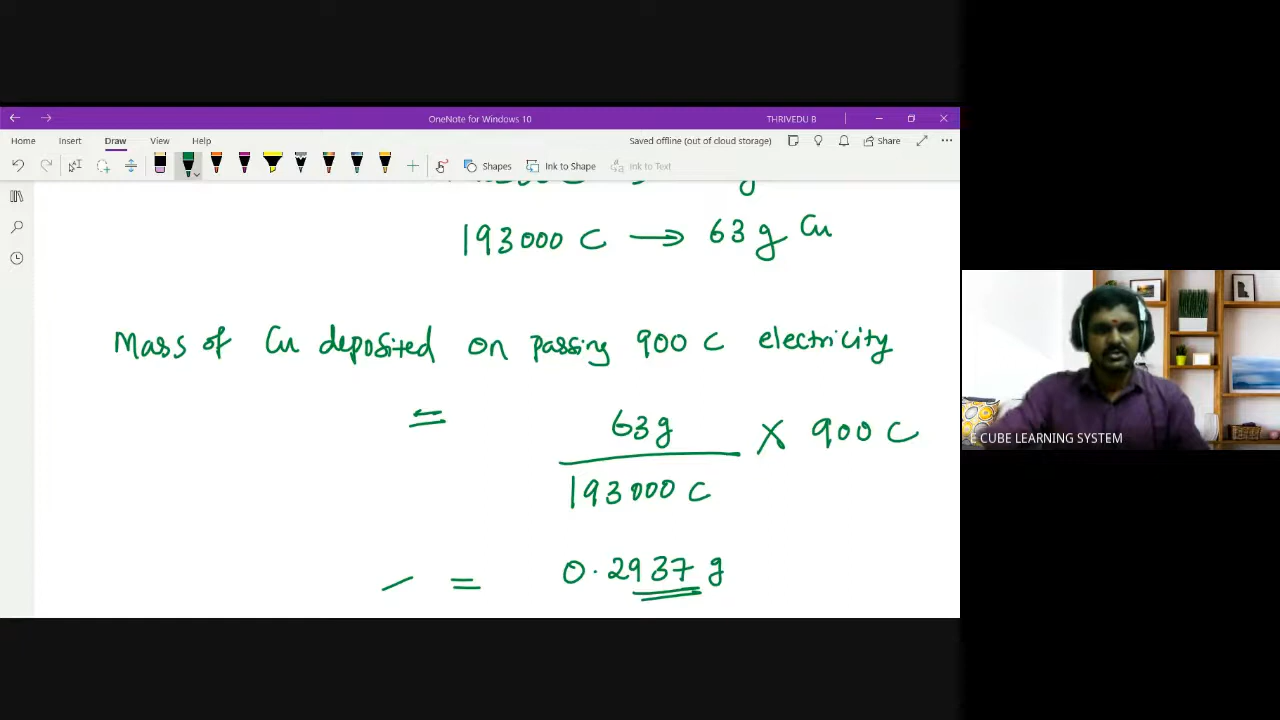 OneNote for Windows 10
THRIVEDU B
Home Insert Draw View Help
Saved offline (out of cloud storage)
Share
Shapes
Ink to Shape
Ink to Text
193000 C → 63 g Cu
Mass of Cu deposited on passing 900 C electricity
= 63 g / 193000 C × 900 C
= 0.2937 g
E CUBE LEARNING SYSTEM